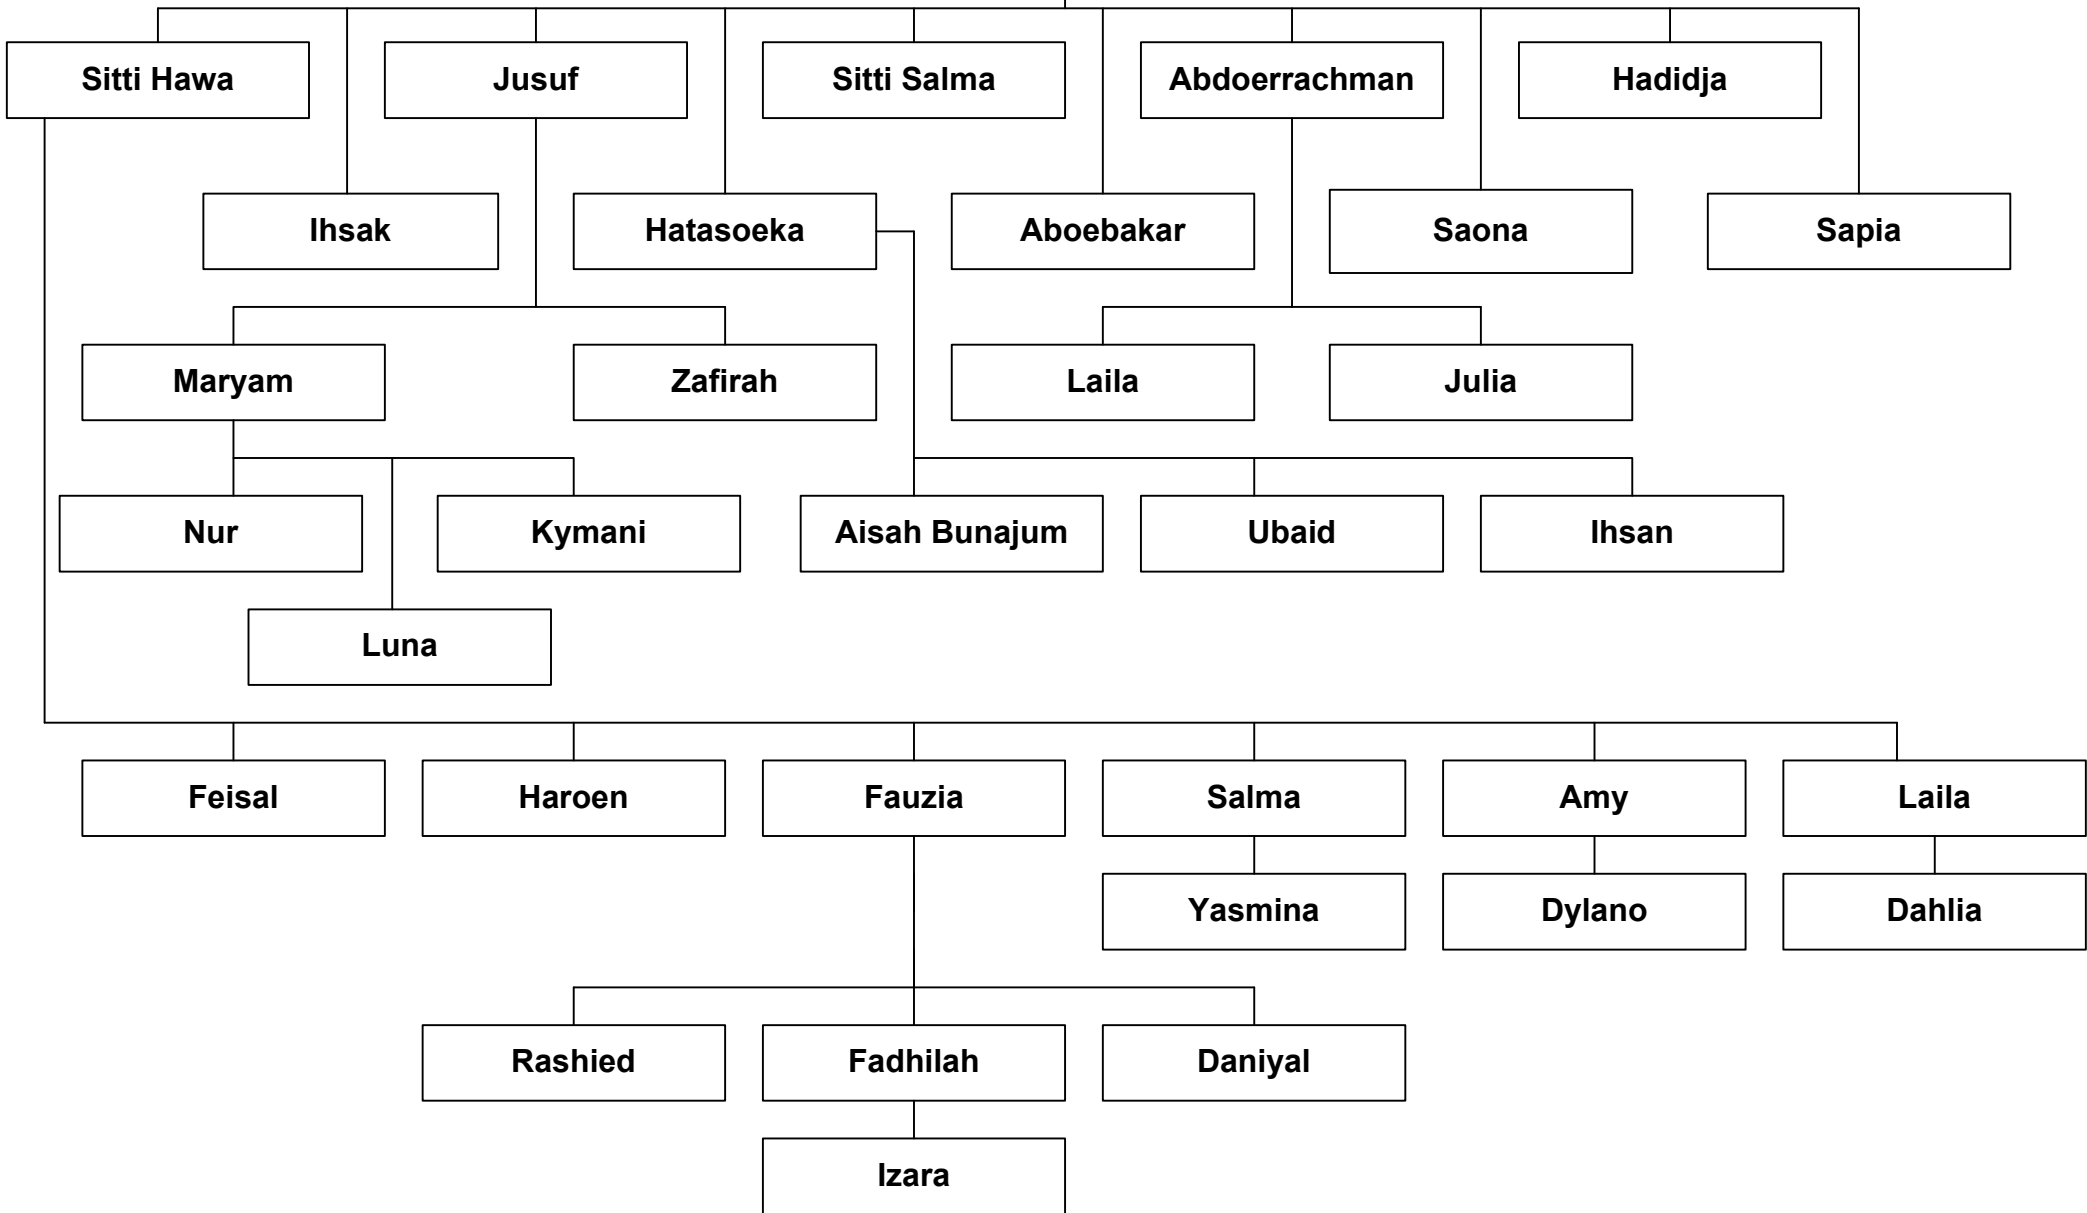 Sitti Hawa
Jusuf
Sitti Salma
Abdoerrachman
Hadidja
Ihsak
Hatasoeka
Aboebakar
Saona
Sapia
Maryam
Zafirah
Laila
Julia
Nur
Kymani
Aisah Bunajum
Ubaid
Ihsan
Luna
Feisal
Haroen
Fauzia
Salma
Amy
Laila
Yasmina
Dylano
Dahlia
Rashied
Fadhilah
Daniyal
Izara